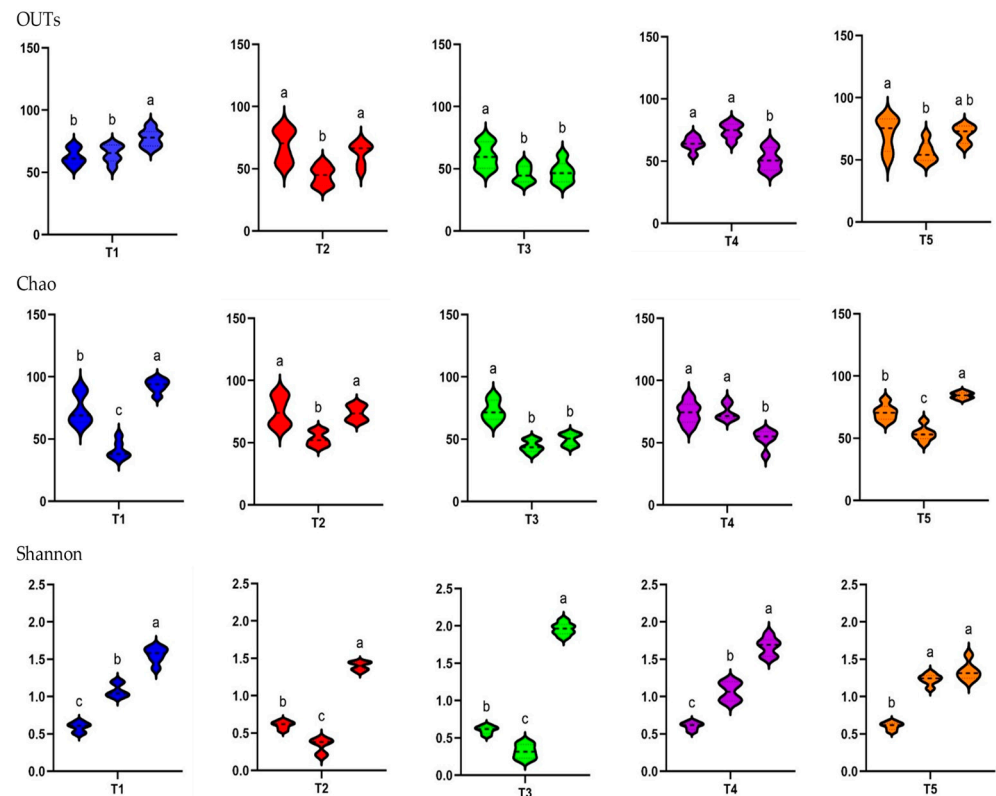 OUTs
150 150 150 150 150
a a a a a
b b a b b b a b b a b
100 100 100 100 100
50 50 50 50 50
0 0 0 0 0
T1 T2 T3 T4 T5
Chao
150 150 150 150 150
b c a a b a a b b a a b b c a
100 100 100 100 100
50 50 50 50 50
0 0 0 0 0
T1 T2 T3 T4 T5
Shannon
2.5 2.5 2.5 2.5 2.5
2.0 2.0 2.0 2.0 2.0
c b a b c a b c a c b a b a a
1.5 1.5 1.5 1.5 1.5
1.0 1.0 1.0 1.0 1.0
0.5 0.5 0.5 0.5 0.5
0.0 0.0 0.0 0.0 0.0
T1 T2 T3 T4 T5